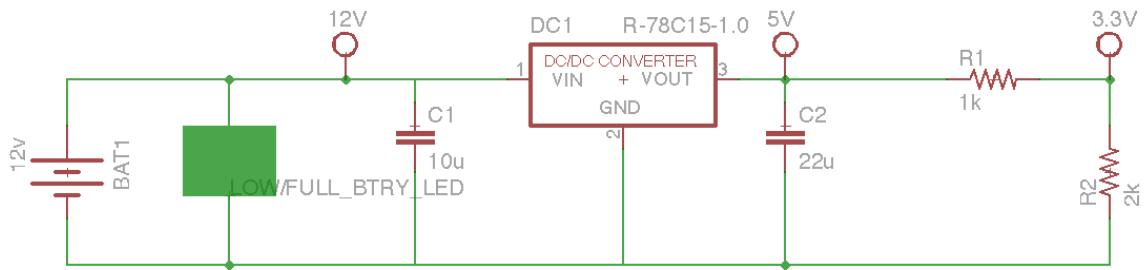 12V
DC1
R-78C15-1.0
5V
3.3V
DC/DC CONVERTER
1
VIN
+
VOUT
3
GND
2
R1
1k
12v
BAT1
LOW/FULL_BTRY_LED
C1
10u
C2
22u
R2
2k